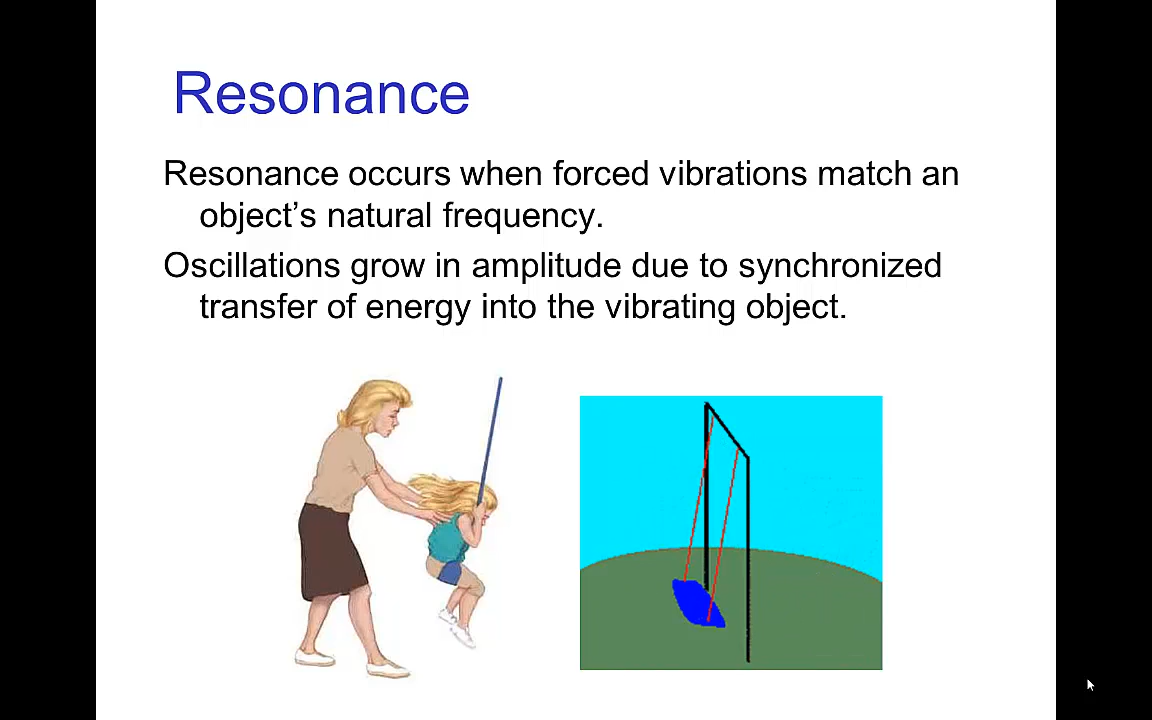 Resonance
Resonance occurs when forced vibrations match an
object’s natural frequency.
Oscillations grow in amplitude due to synchronized
transfer of energy into the vibrating object.